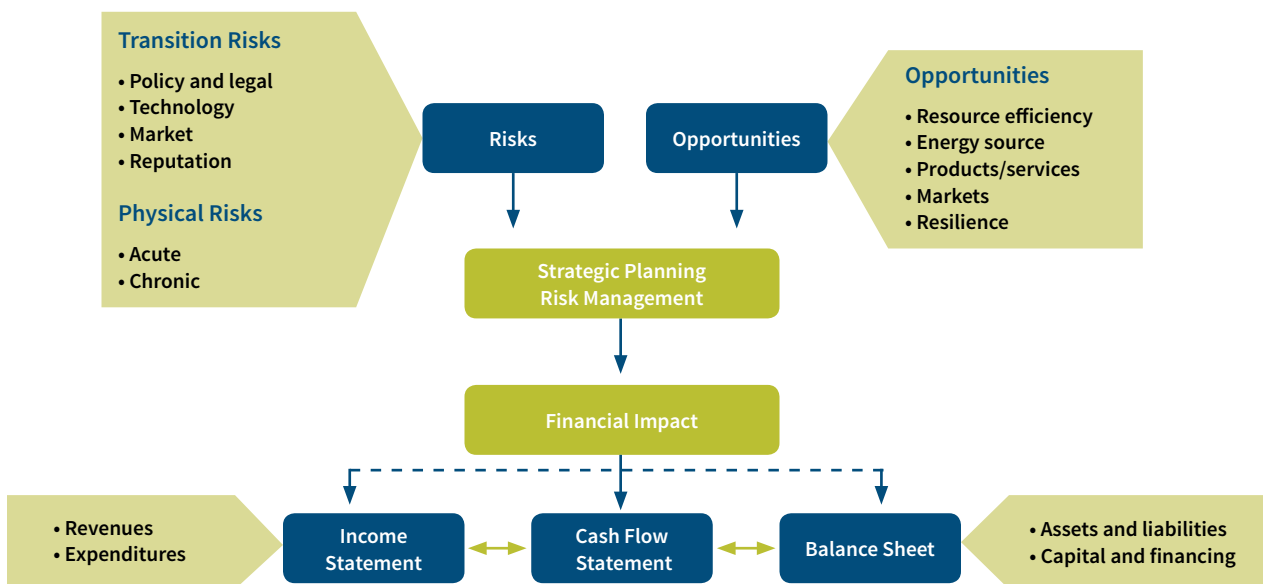 Transition Risks
• Policy and legal
• Technology
• Market
• Reputation
Physical Risks
• Acute
• Chronic
Risks
Opportunities
Opportunities
• Resource efficiency
• Energy source
• Products/services
• Markets
• Resilience
Strategic Planning
Risk Management
Financial Impact
• Revenues
• Expenditures
Income
Statement
Cash Flow
Statement
Balance Sheet
• Assets and liabilities
• Capital and financing